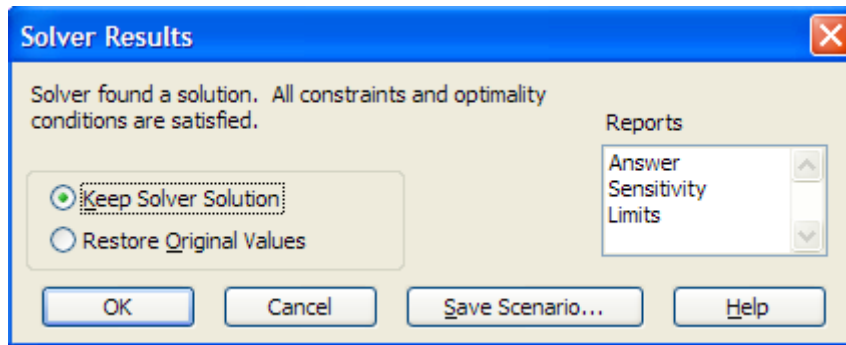 Solver Results
Solver found a solution.  All constraints and optimality
conditions are satisfied.
Reports
Answer
Sensitivity
Limits
Keep Solver Solution
Restore Original Values
OK
Cancel
Save Scenario...
Help